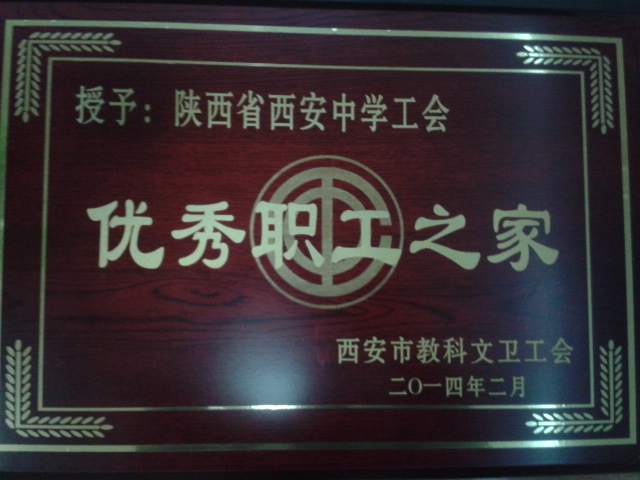 授予：陕西省西安中学工会
优秀职工之家
西安市教科文卫工会
二〇一四年二月